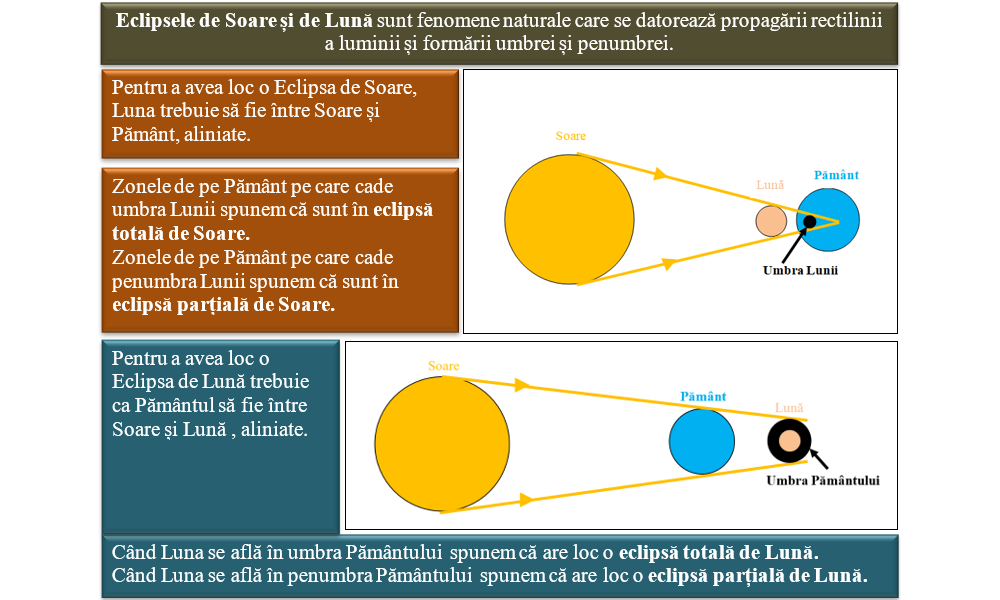 Eclipsele de Soare și de Lună sunt fenomene naturale care se datorează propagării rectilinii
a luminii și formării umbrei și penumbrei.
Pentru a avea loc o Eclipsa de Soare,
Luna trebuie să fie între Soare și
Pământ, aliniate.
Zonele de pe Pământ pe care cade
umbra Lunii spunem că sunt în eclipsă
totală de Soare.
Zonele de pe Pământ pe care cade
penumbra Lunii spunem că sunt în
eclipsă parțială de Soare.
Soare
Lună
Pământ
Umbra Lunii
Pentru a avea loc o
Eclipsa de Lună trebuie
ca Pământul să fie între
Soare și Lună , aliniate.
Soare
Pământ
Lună
Umbra Pământului
Când Luna se află în umbra Pământului spunem că are loc o eclipsă totală de Lună.
Când Luna se află în penumbra Pământului spunem că are loc o eclipsă parțială de Lună.